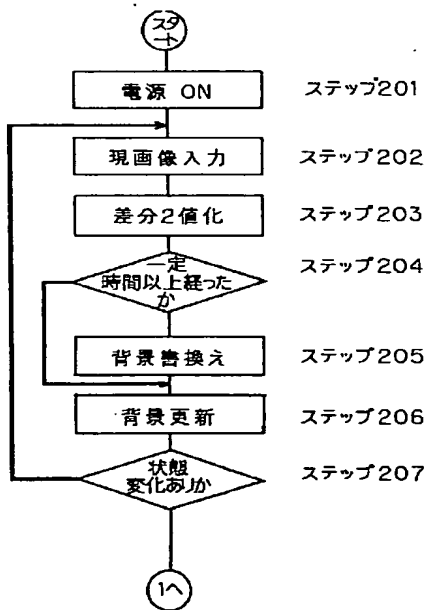 スタ
ート
電源 ON
ステップ201
現画像入力
ステップ202
差分2値化
ステップ203
一定
時間以上経った
か
ステップ204
背景書換え
ステップ205
背景更新
ステップ206
状態
変化ありか
ステップ207
1へ